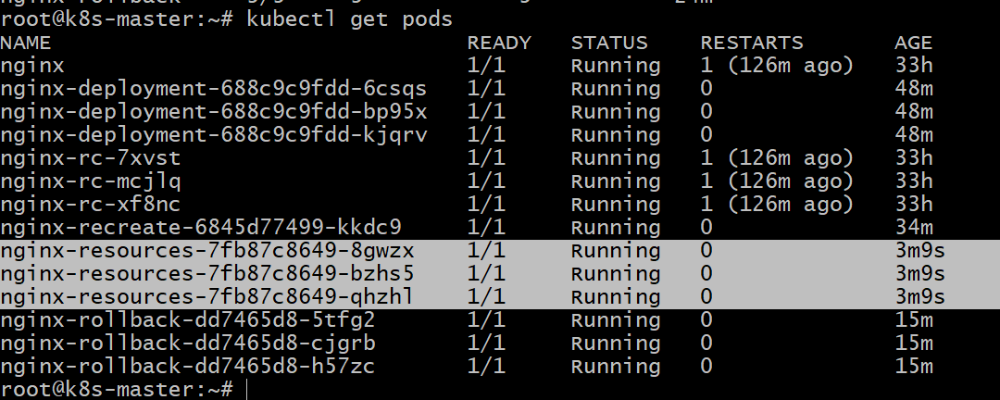 root@k8s-master:~# kubectl get pods
NAME READY STATUS RESTARTS AGE
nginx 1/1 Running 1 (126m ago) 33h
nginx-deployment-688c9c9fdd-6csqs 1/1 Running 0 48m
nginx-deployment-688c9c9fdd-bp95x 1/1 Running 0 48m
nginx-deployment-688c9c9fdd-kjqrv 1/1 Running 0 48m
nginx-rc-7xvst 1/1 Running 1 (126m ago) 33h
nginx-rc-mcjlq 1/1 Running 1 (126m ago) 33h
nginx-rc-xf8nc 1/1 Running 1 (126m ago) 33h
nginx-recreate-6845d77499-kkdc9 1/1 Running 0 34m
nginx-resources-7fb87c8649-8gwzx 1/1 Running 0 3m9s
nginx-resources-7fb87c8649-bzhs5 1/1 Running 0 3m9s
nginx-resources-7fb87c8649-qhzhl 1/1 Running 0 3m9s
nginx-rollback-dd7465d8-5tfg2 1/1 Running 0 15m
nginx-rollback-dd7465d8-cjgrb 1/1 Running 0 15m
nginx-rollback-dd7465d8-h57zc 1/1 Running 0 15m
root@k8s-master:~#